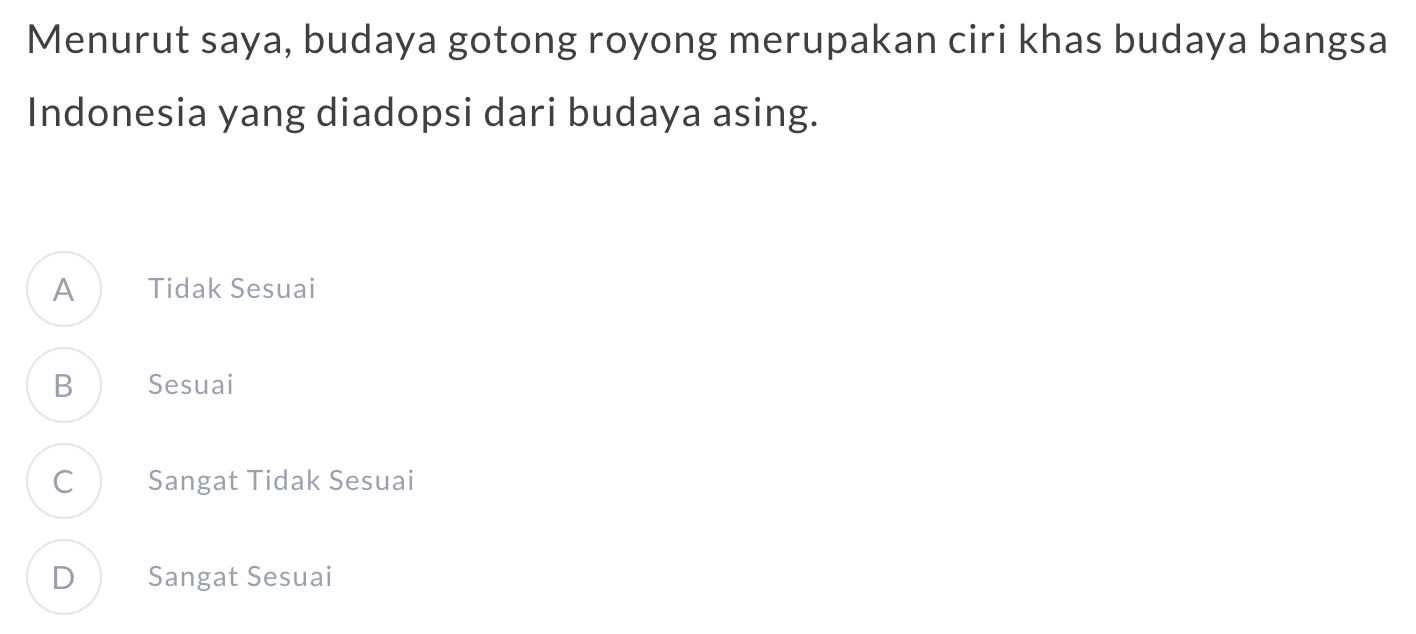 Menurut saya, budaya gotong royong merupakan ciri khas budaya bangsa
Indonesia yang diadopsi dari budaya asing.
A Tidak Sesuai
B Sesuai
C Sangat Tidak Sesuai
D Sangat Sesuai